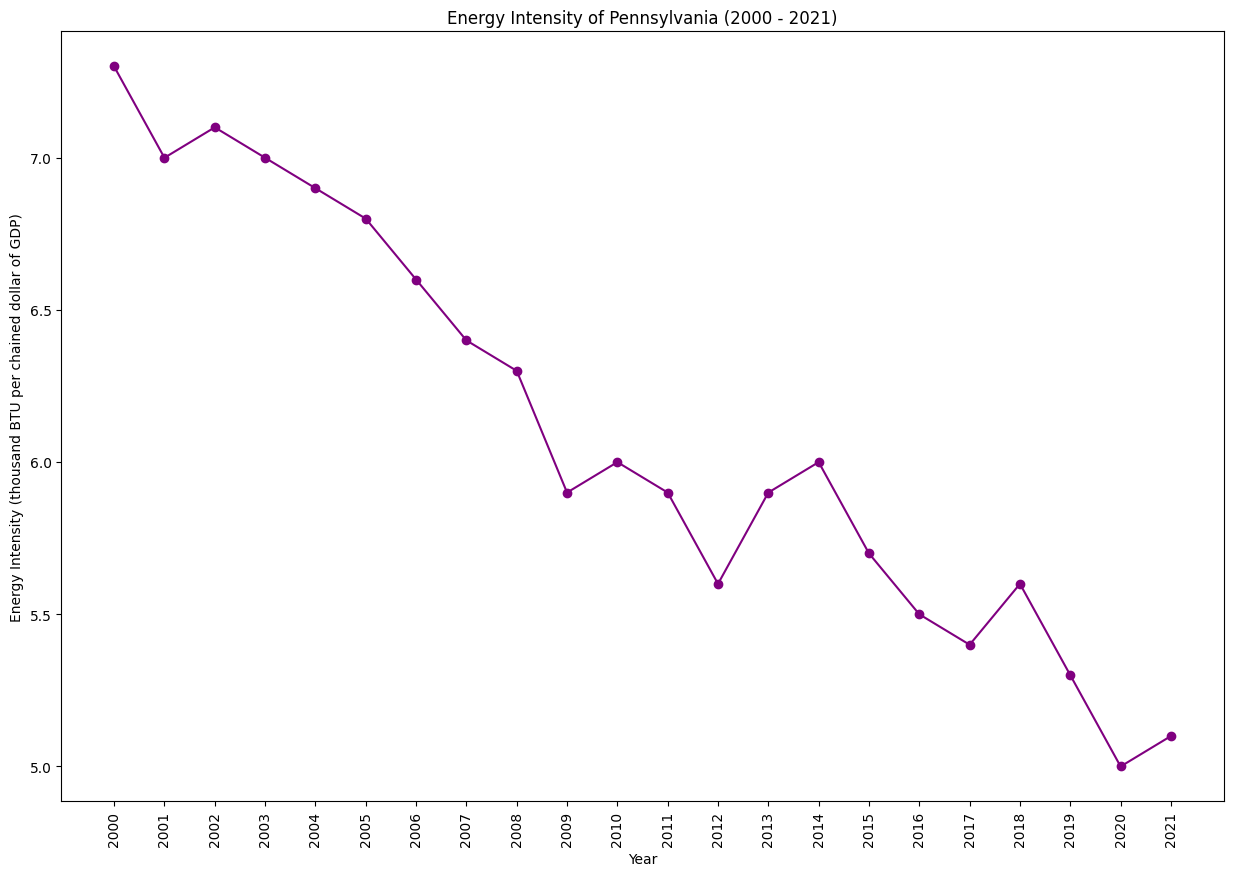 Energy Intensity of Pennsylvania (2000 - 2021)
Energy Intensity (thousand BTU per chained dollar of GDP)
7.0
6.5
6.0
5.5
5.0
2000 2001 2002 2003 2004 2005 2006 2007 2008 2009 2010 2011 2012 2013 2014 2015 2016 2017 2018 2019 2020 2021
Year